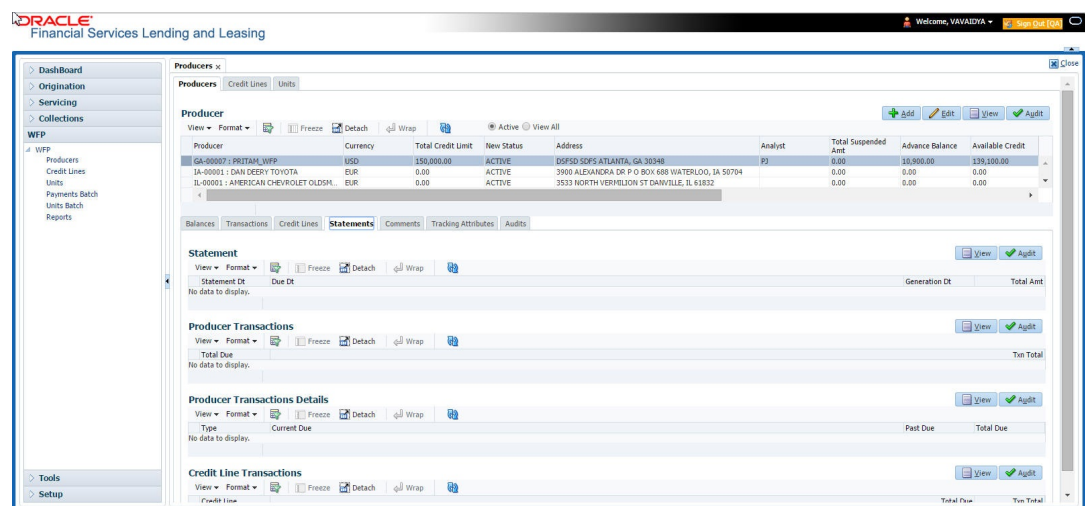 ORACLE
Financial Services Lending and Leasing
Welcome, VAVAIDYA
Sign Out [QA]
Close
DashBoard
Origination
Servicing
Collections
WFP
WFP
Producers
Credit Lines
Units
Payments Batch
Units Batch
Reports
Tools
Setup
Producers x
Producers Credit Lines Units
Producer
Add Edit View Audit
View Format Freeze Detach Wrap Active View All
Producer Currency Total Credit Limit New Status Address Analyst Total Suspended Amt Advance Balance Available Credit
GA-00007 : PRITAM_WFP USD 150,000.00 ACTIVE DSFSD SDFS ATLANTA, GA 30348 PJ 0.00 10,900.00 139,100.00
IA-00001 : DAN DEERY TOYOTA EUR 0.00 ACTIVE 3900 ALEXANDRA DR P O BOX 688 WATERLOO, IA 50704 0.00 0.00 0.00
IL-00001 : AMERICAN CHEVROLET OLDSM... EUR 0.00 ACTIVE 3533 NORTH VERMILION ST DANVILLE, IL 61832 0.00 0.00 0.00
Balances Transactions Credit Lines Statements Comments Tracking Attributes Audits
Statement
View Audit
View Format Freeze Detach Wrap
Statement Dt Due Dt Generation Dt Total Amt
No data to display.
Producer Transactions
View Audit
View Format Freeze Detach Wrap
Total Due Txn Total
No data to display.
Producer Transactions Details
View Audit
View Format Freeze Detach Wrap
Type Current Due Past Due Total Due
No data to display.
Credit Line Transactions
View Audit
View Format Freeze Detach Wrap
Credit Line Total Due Txn Total